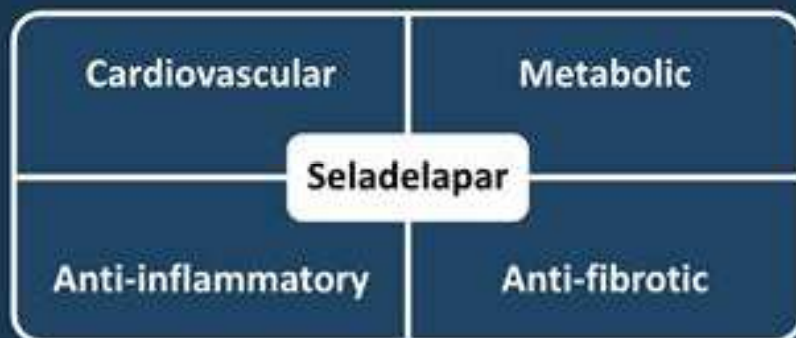 Cardiovascular
Metabolic
Seladelapar
Anti-inflammatory
Anti-fibrotic